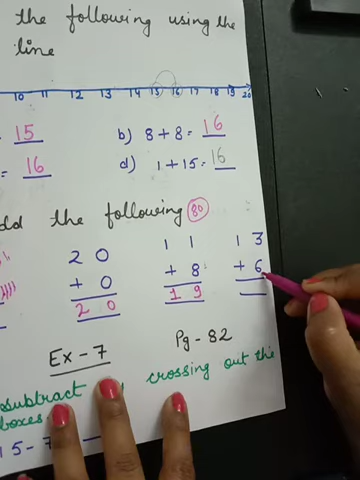 the following using the
line
10 11 12 13 14 15 16 17 18 19 20
15 b) 8 + 8 = 16
= 16 d) 1 + 15 = 16
dd the following 80
2 0 1 1 1 3
+ 0 + 8 + 6
2 0 1 9
Ex - 7 Pg - 82
subtract crossing out the
boxes
15 - 7